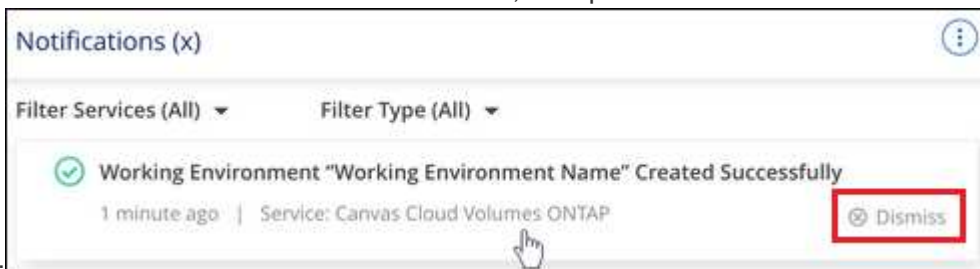 Notifications (x)
Filter Services (All) Filter Type (All)
Working Environment “Working Environment Name” Created Successfully
1 minute ago | Service: Canvas Cloud Volumes ONTAP
Dismiss